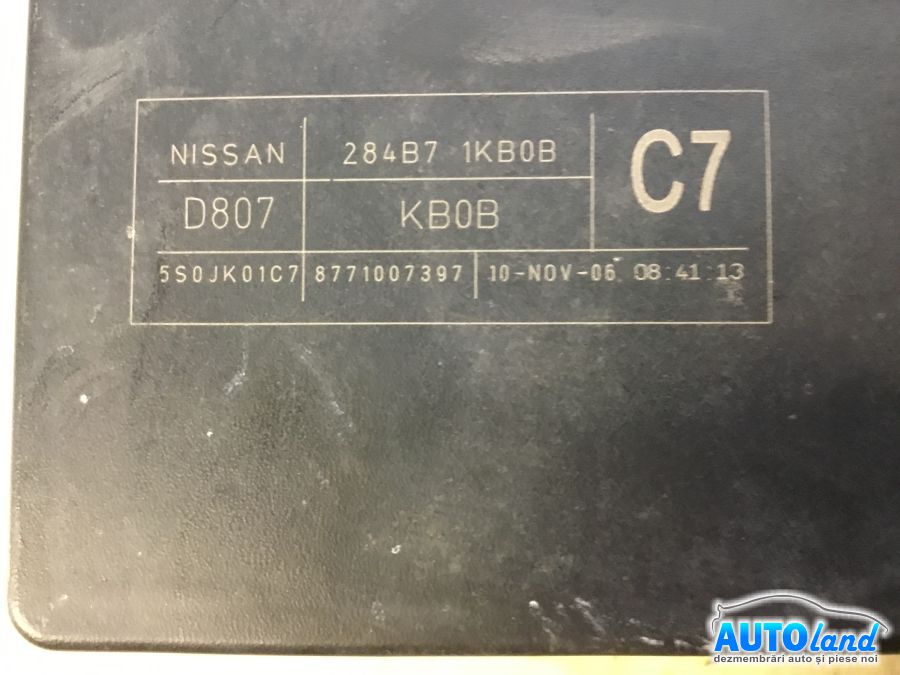 NISSAN 284B7 1KB0B C7
D807 KB0B
5S0JK01C7 8771007397 10-NOV-06 08:41:13
AUTOland
dezmembrări auto și piese noi